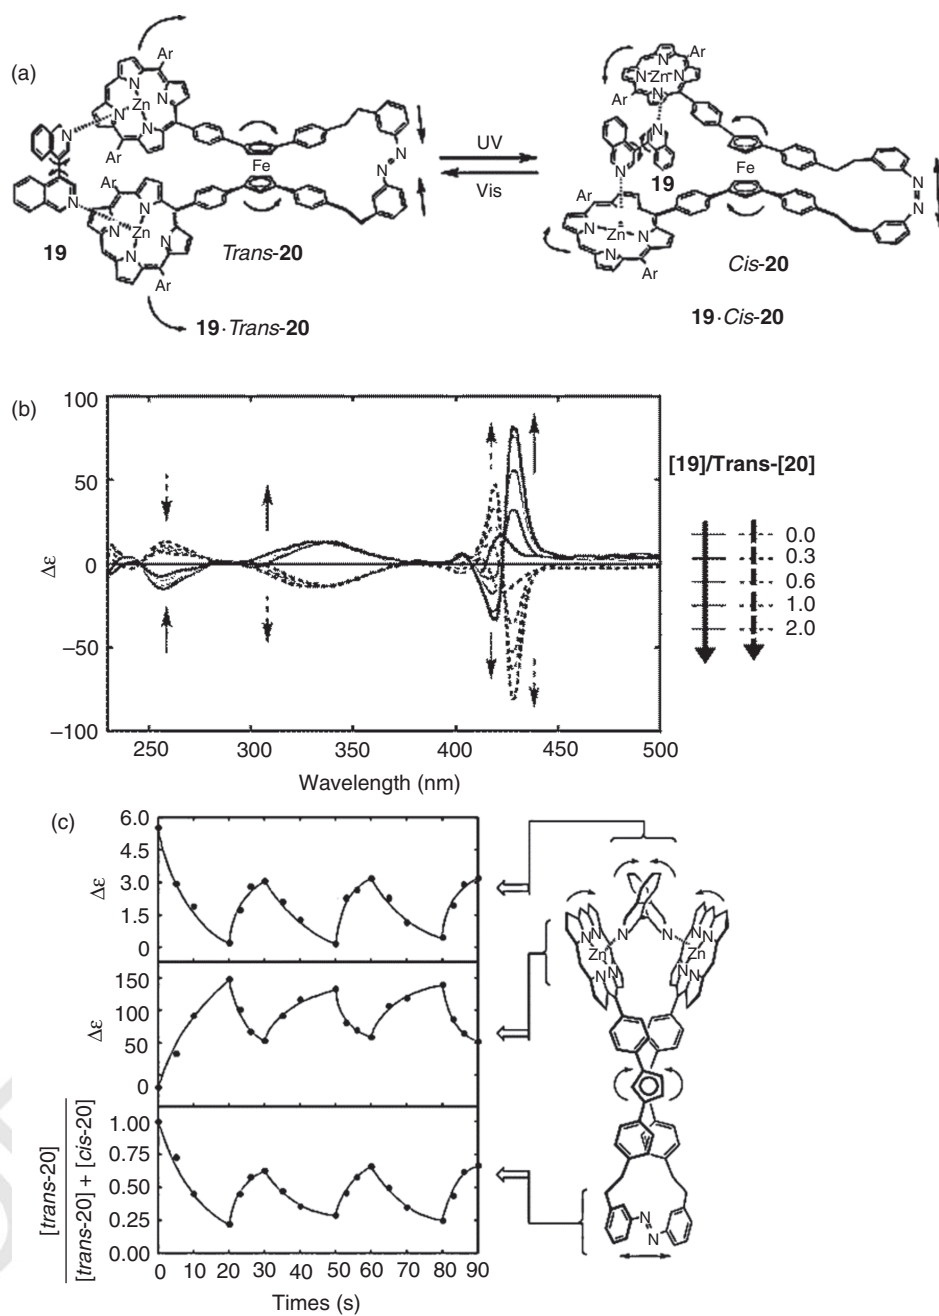 (a)
Ar
N
N
Zn
N
N
N
Ar
Fe
N
N
N
Zn
N
N
N
N
Ar
19
Trans-20
19·Trans-20
UV
Vis
Ar
N
N
Zn
N
N
Ar
N
19
N
Fe
Ar
N
N
Zn
N
N
Ar
N
N
Cis-20
19·Cis-20
(b)
100
50
0
−50
−100
Δε
250 300 350 400 450 500
Wavelength (nm)
[19]/Trans-[20]
0.0
0.3
0.6
1.0
2.0
(c)
6.0
4.5
3.0
1.5
0
Δε
150
100
50
0
Δε
1.00
0.75
0.50
0.25
0.00
[trans-20]
[trans-20] + [cis-20]
0 10 20 30 40 50 60 70 80 90
Times (s)
N
N
Zn
N
N
N
N
N
N
Zn
N
N
N
N